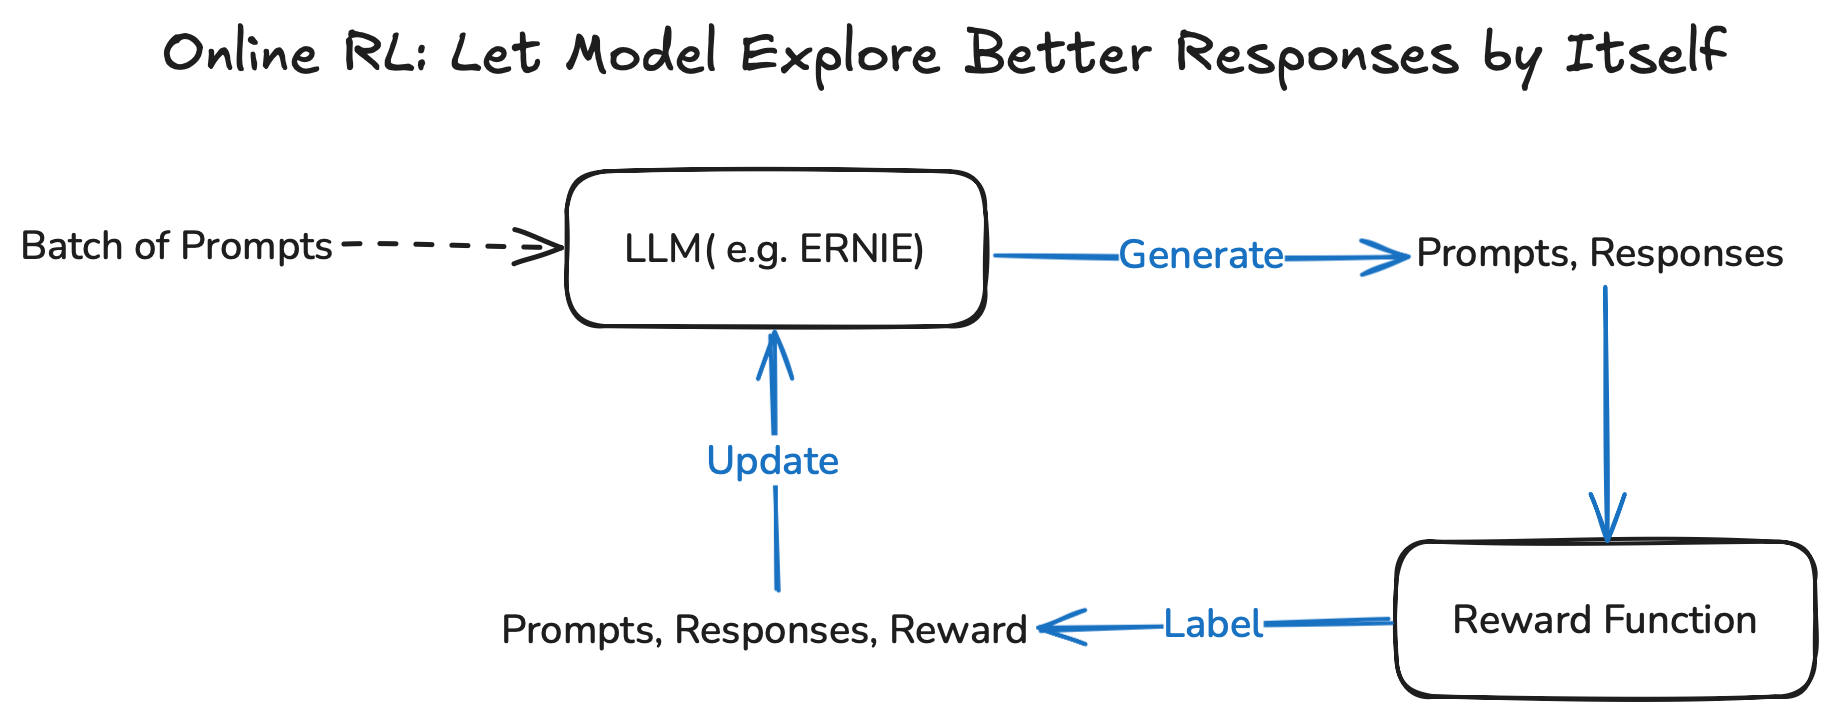 Online RL: Let Model Explore Better Responses by Itself
Batch of Prompts
LLM( e.g. ERNIE)
Generate
Prompts, Responses
Update
Prompts, Responses, Reward
Label
Reward Function